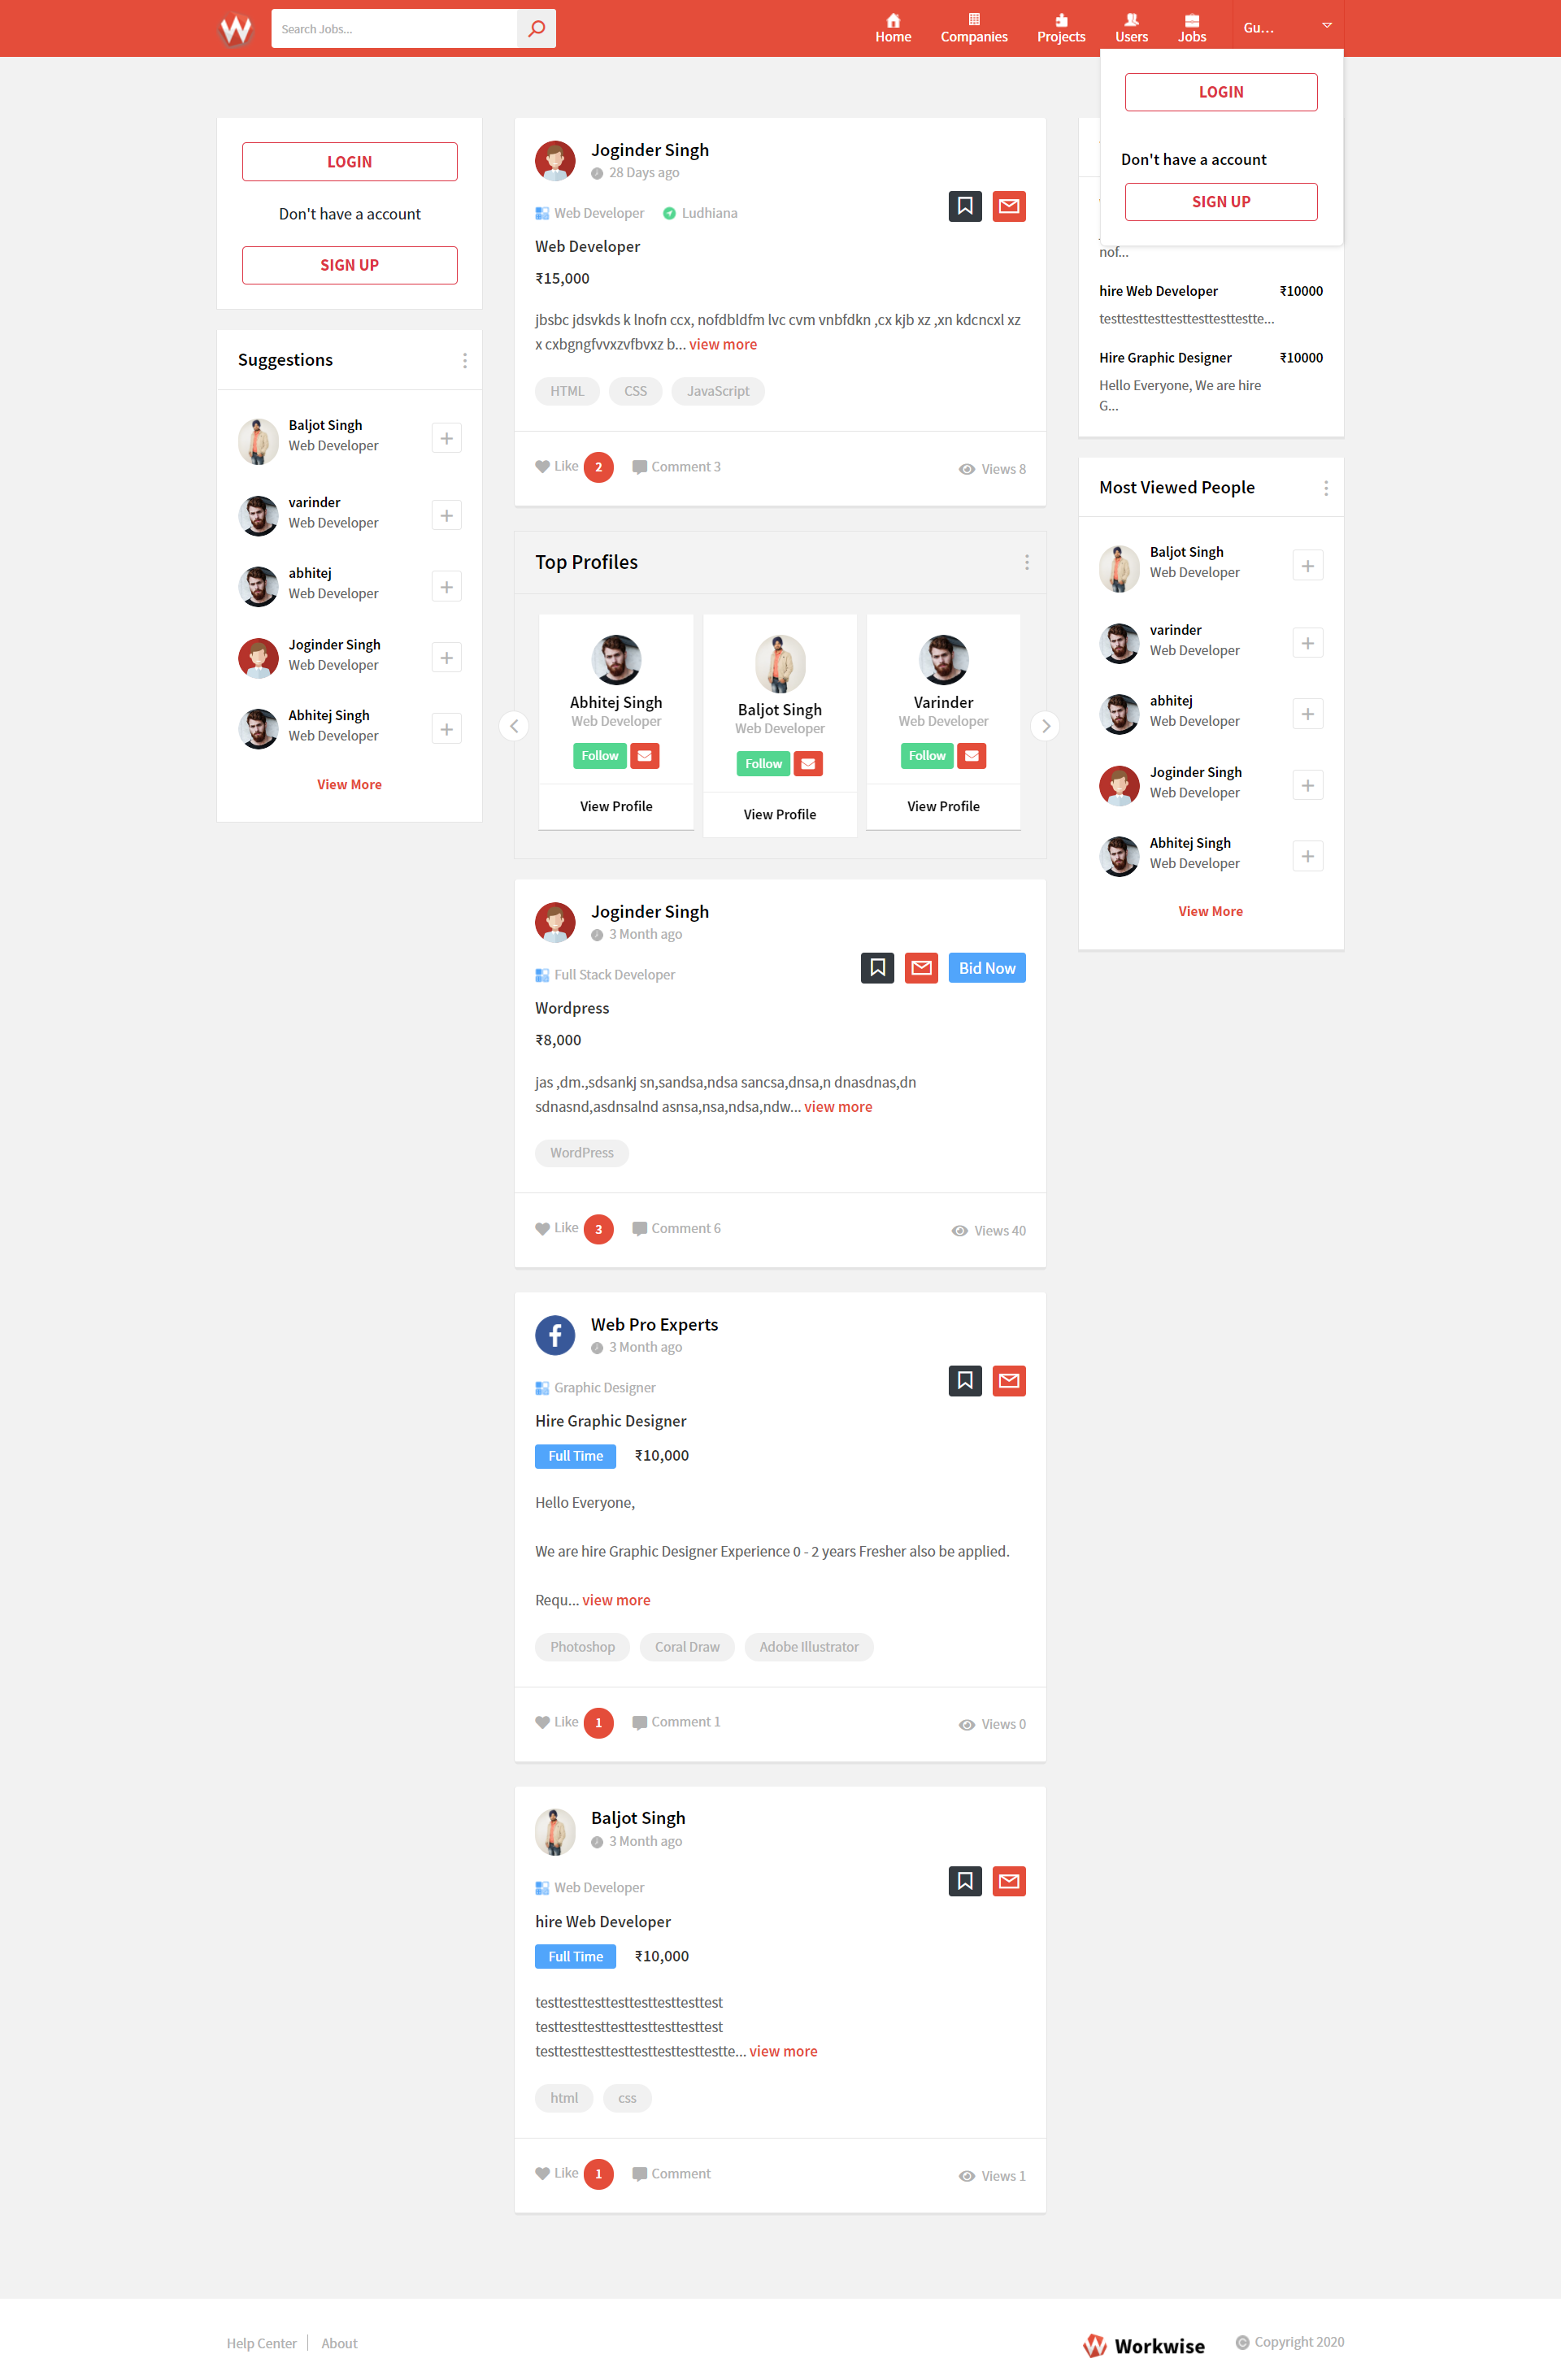 Search Jobs...
Home
Companies
Projects
Users
Jobs
Gu...
LOGIN
Don't have a account
SIGN UP
LOGIN
Don't have a account
SIGN UP
Suggestions
Baljot Singh
Web Developer
varinder
Web Developer
abhitej
Web Developer
Joginder Singh
Web Developer
Abhitej Singh
Web Developer
View More
Joginder Singh
28 Days ago
Web Developer
Ludhiana
Web Developer
₹15,000
jbsbc jdsvkds k lnofn ccx, nofdbldfm lvc cvm vnbfdkn ,cx kjb xz ,xn kdcncxl xz
x cxbgngfvvxzvfbvxz b... view more
HTML
CSS
JavaScript
Like 2
Comment 3
Views 8
Top Profiles
Abhitej Singh
Web Developer
Follow
View Profile
Baljot Singh
Web Developer
Follow
View Profile
Varinder
Web Developer
Follow
View Profile
Joginder Singh
3 Month ago
Full Stack Developer
Bid Now
Wordpress
₹8,000
jas ,dm.,sdsankj sn,sandsa,ndsa sancsa,dnsa,n dnasdnas,dn
sdnasnd,asdnsalnd asnsa,nsa,ndsa,ndw... view more
WordPress
Like 3
Comment 6
Views 40
Web Pro Experts
3 Month ago
Graphic Designer
Hire Graphic Designer
Full Time
₹10,000
Hello Everyone,
We are hire Graphic Designer Experience 0 - 2 years Fresher also be applied.
Requ... view more
Photoshop
Coral Draw
Adobe Illustrator
Like 1
Comment 1
Views 0
Baljot Singh
3 Month ago
Web Developer
hire Web Developer
Full Time
₹10,000
testtesttesttesttesttesttesttest
testtesttesttesttesttesttesttest
testtesttesttesttesttesttesttestte... view more
html
css
Like 1
Comment
Views 1
nof...
hire Web Developer ₹10000
testtesttesttesttesttesttestte...
Hire Graphic Designer ₹10000
Hello Everyone, We are hire
G...
Most Viewed People
Baljot Singh
Web Developer
varinder
Web Developer
abhitej
Web Developer
Joginder Singh
Web Developer
Abhitej Singh
Web Developer
View More
Help Center
About
Workwise
Copyright 2020